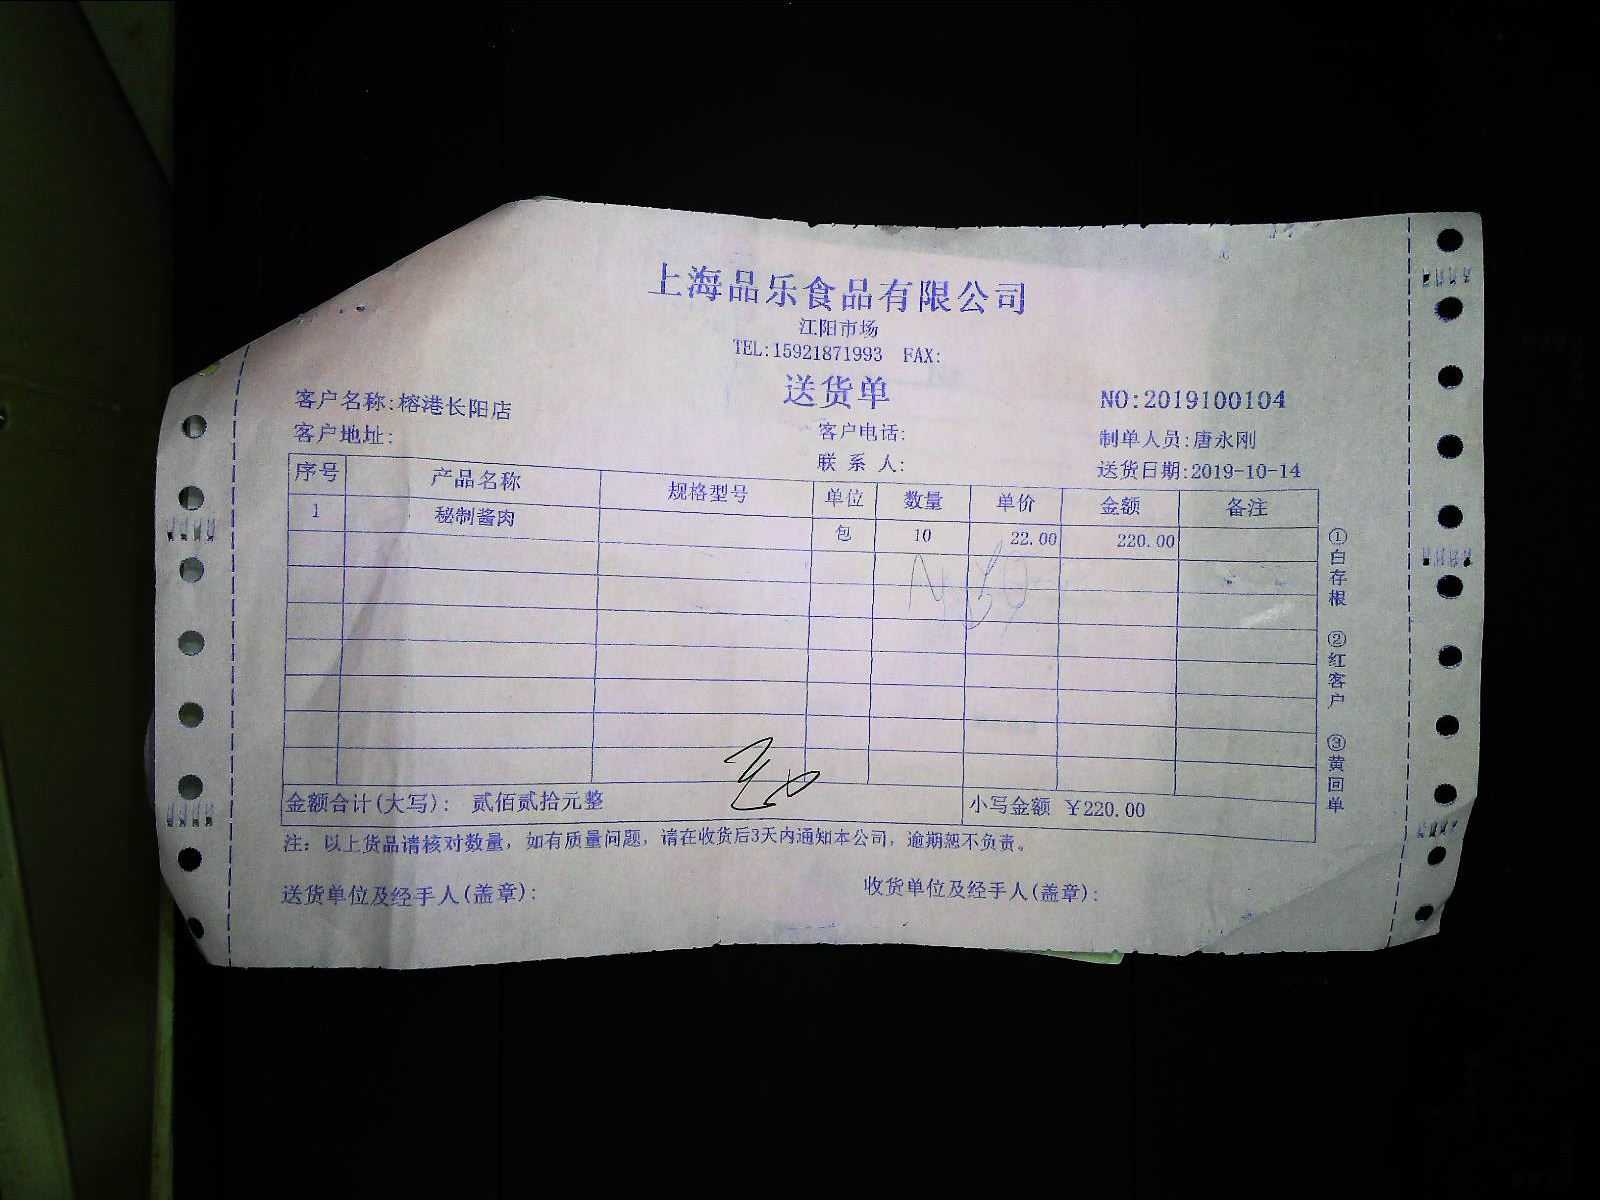 上海品乐食品有限公司
江阳市场
TEL:15921871993 FAX:
送货单
客户名称:榕港长阳店 NO:2019100104
客户地址: 客户电话: 制单人员:唐永刚
联 系 人: 送货日期:2019-10-14
序号 产品名称 规格型号 单位 数量 单价 金额 备注
1 秘制酱肉 包 10 22.00 220.00
金额合计(大写): 贰佰贰拾元整 小写金额 ¥220.00
注: 以上货品请核对数量, 如有质量问题, 请在收货后3天内通知本公司, 逾期恕不负责。
送货单位及经手人(盖章): 收货单位及经手人(盖章):
①白存根 ②红客户 ③黄回单